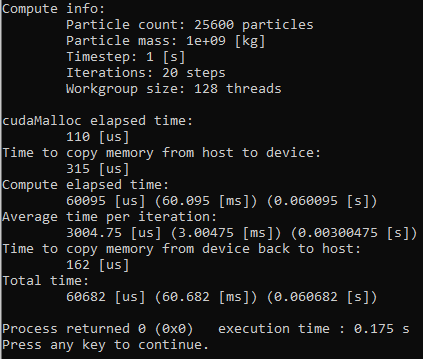 Compute info:
Particle count: 25600 particles
Particle mass: 1e+09 [kg]
Timestep: 1 [s]
Iterations: 20 steps
Workgroup size: 128 threads
cudaMalloc elapsed time:
110 [us]
Time to copy memory from host to device:
315 [us]
Compute elapsed time:
60095 [us] (60.095 [ms]) (0.060095 [s])
Average time per iteration:
3004.75 [us] (3.00475 [ms]) (0.00300475 [s])
Time to copy memory from device back to host:
162 [us]
Total time:
60682 [us] (60.682 [ms]) (0.060682 [s])
Process returned 0 (0x0)   execution time : 0.175 s
Press any key to continue.